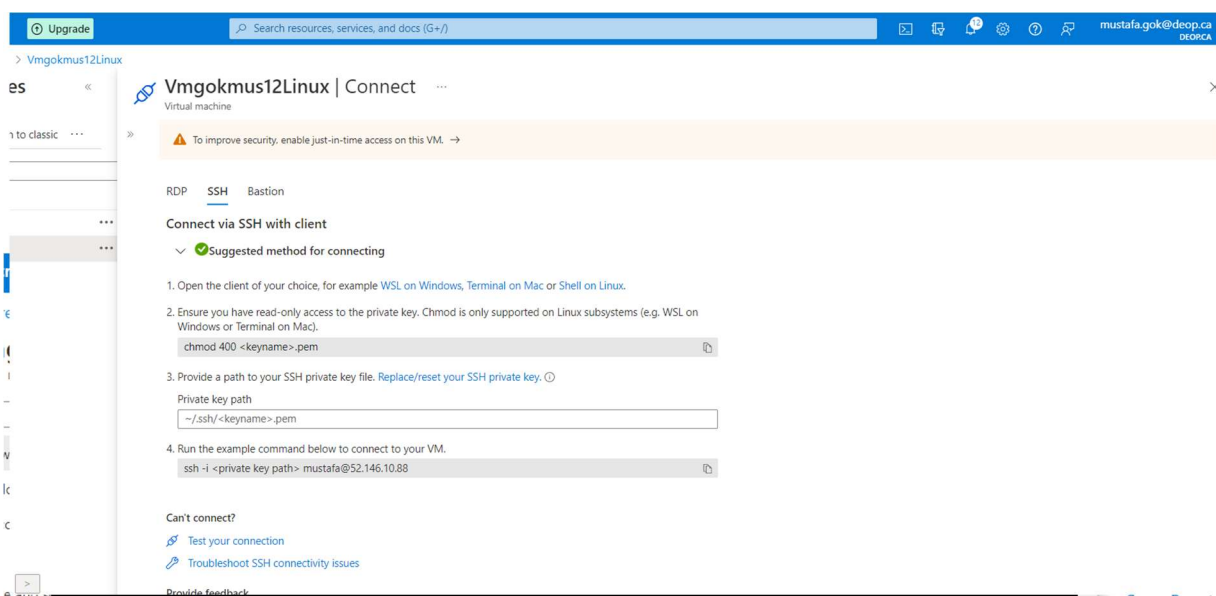 Upgrade
Search resources, services, and docs (G+/)
12
mustafa.gok@deop.ca
DEOP.CA
> Vmgokmus12Linux
es «
Vmgokmus12Linux | Connect ...
Virtual machine
to classic ...
»
To improve security, enable just-in-time access on this VM. →
RDP SSH Bastion
Connect via SSH with client
Suggested method for connecting
1. Open the client of your choice, for example WSL on Windows, Terminal on Mac or Shell on Linux.
2. Ensure you have read-only access to the private key. Chmod is only supported on Linux subsystems (e.g. WSL on
Windows or Terminal on Mac).
chmod 400 <keyname>.pem
3. Provide a path to your SSH private key file. Replace/reset your SSH private key.
Private key path
~/.ssh/<keyname>.pem
4. Run the example command below to connect to your VM.
ssh -i <private key path> mustafa@52.146.10.88
Can't connect?
Test your connection
Troubleshoot SSH connectivity issues
Provide feedback